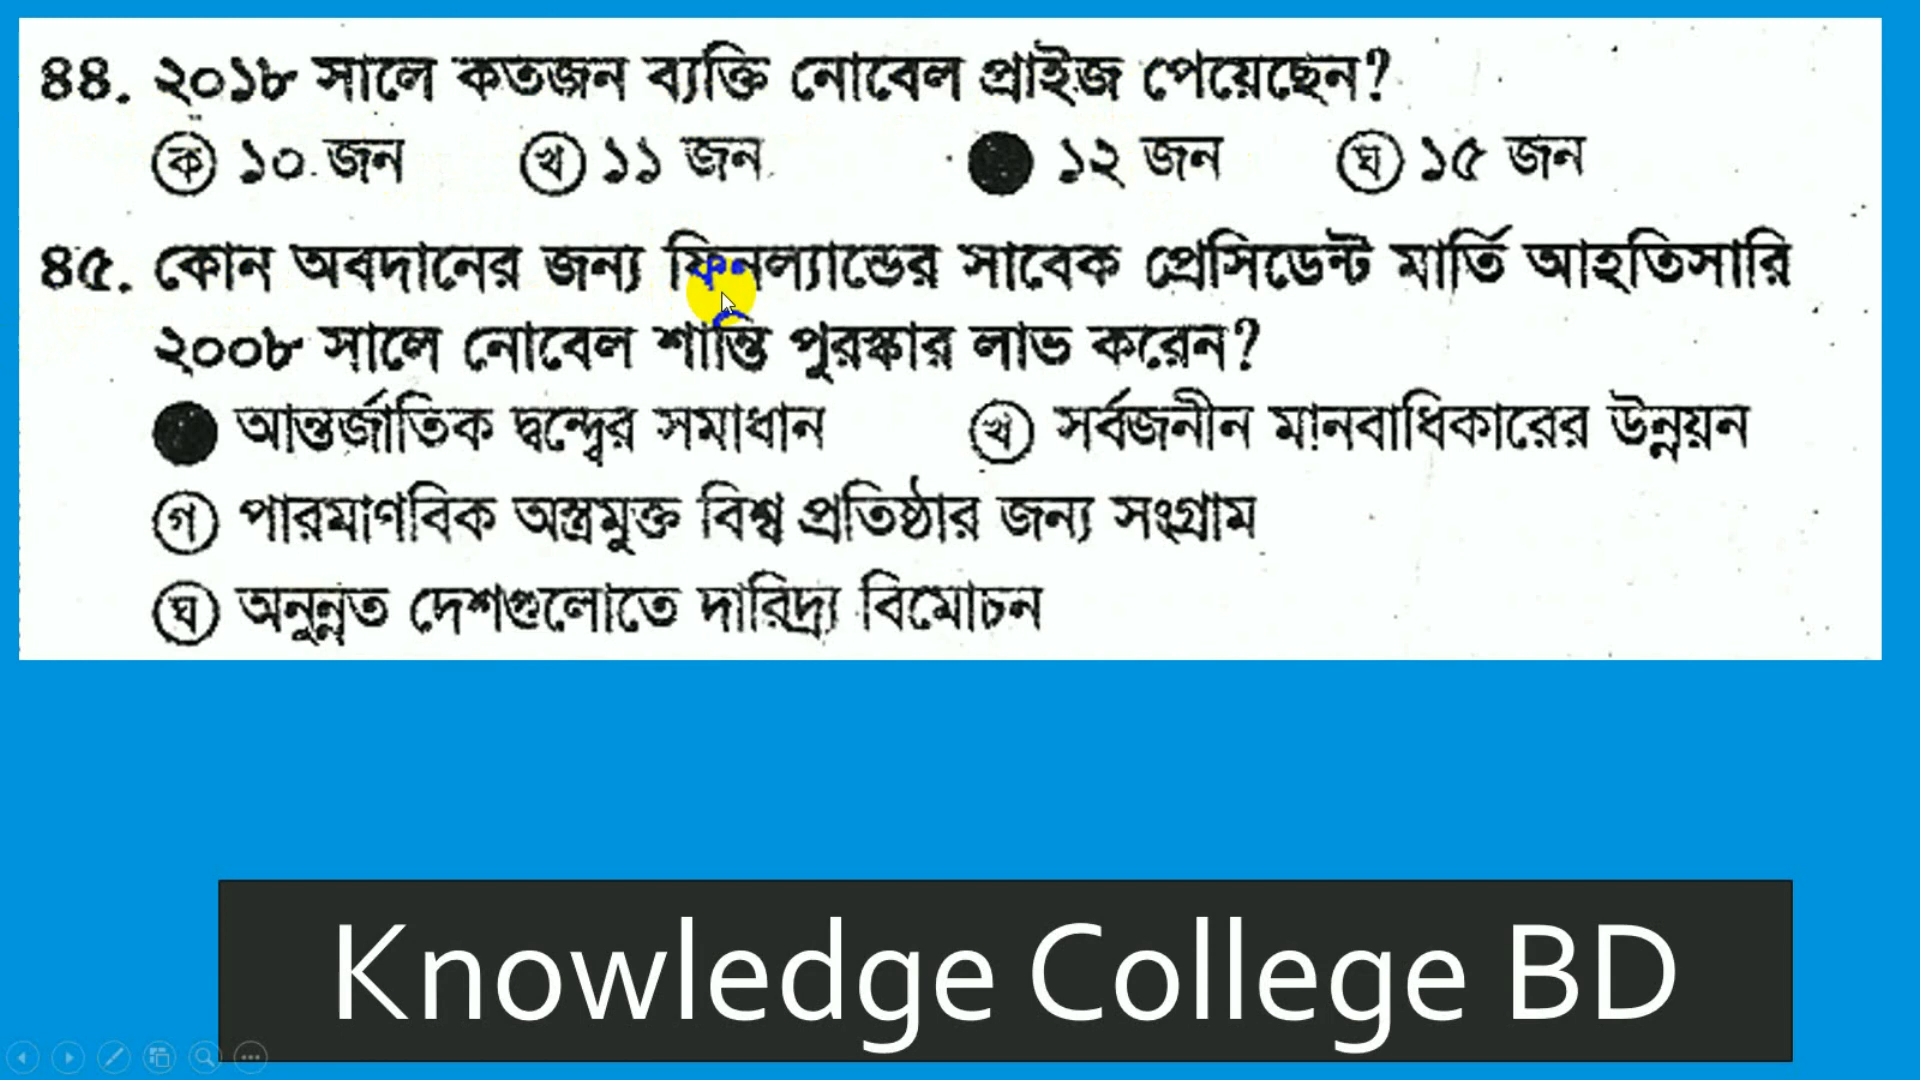 ৪৪. ২০১৮ সালে কতজন ব্যক্তি নোবেল প্রাইজ পেয়েছেন?
ক ১০ জন খ ১১ জন ১২ জন ঘ ১৫ জন
৪৫. কোন অবদানের জন্য ফিনল্যান্ডের সাবেক প্রেসিডেন্ট মার্তি আহতিসারি
২০০৮ সালে নোবেল শান্তি পুরস্কার লাভ করেন?
আন্তর্জাতিক দ্বন্দ্বের সমাধান খ সর্বজনীন মানবাধিকারের উন্নয়ন
গ পারমাণবিক অস্ত্রমুক্ত বিশ্ব প্রতিষ্ঠার জন্য সংগ্রাম
ঘ অনুন্নত দেশগুলোতে দারিদ্র্য বিমোচন
Knowledge College BD